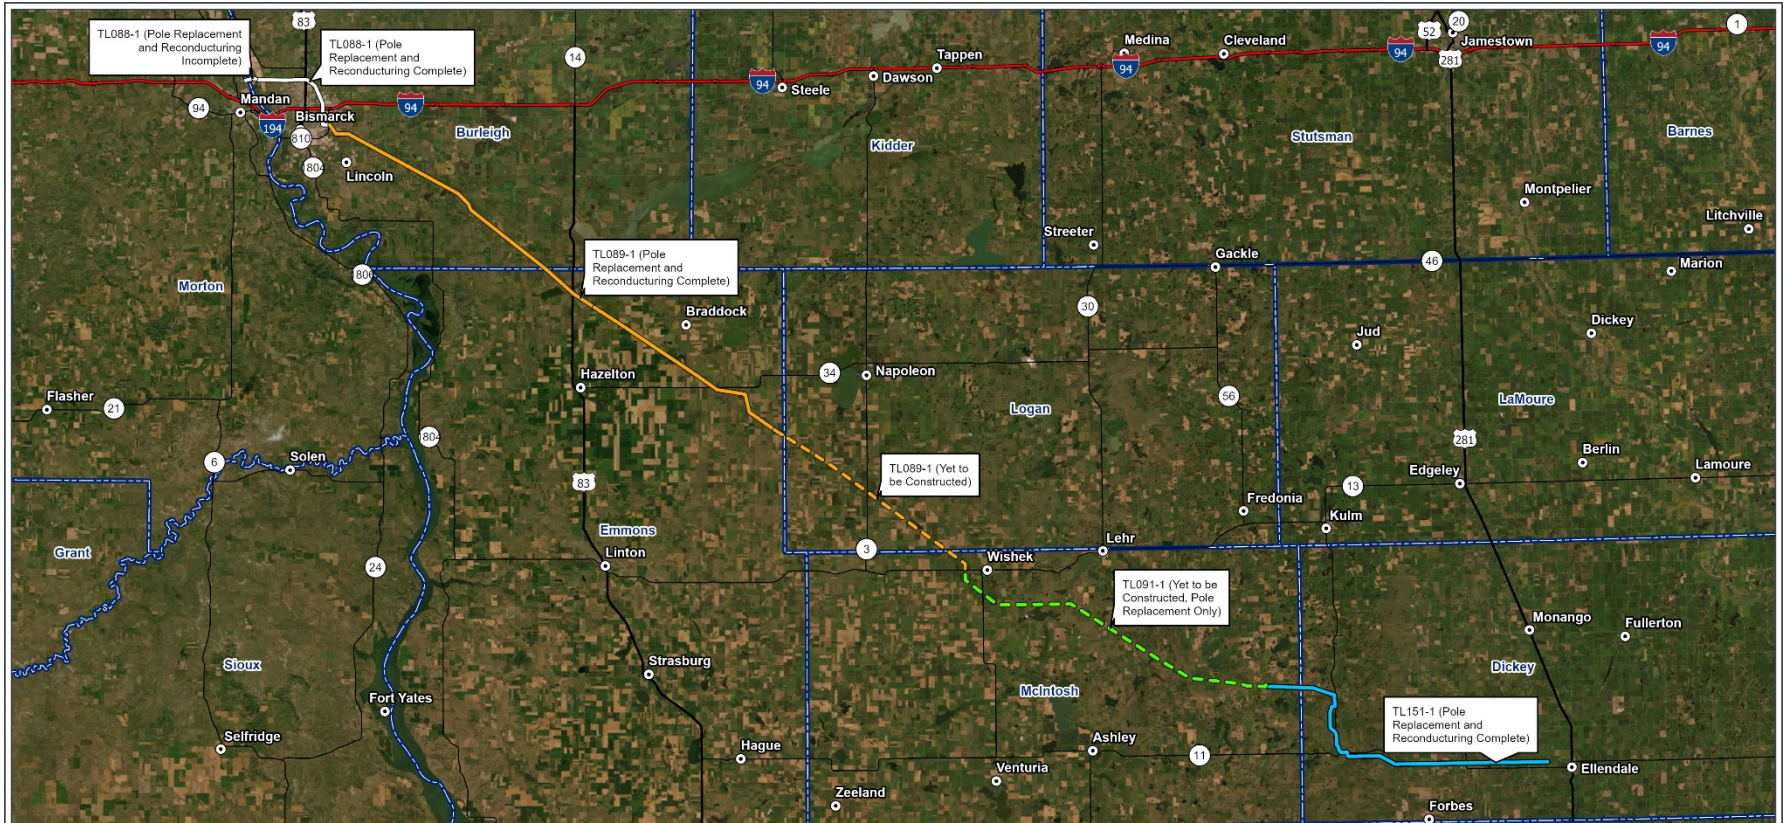 83
14
52
20
1
TL088-1 (Pole Replacement
and Reconducturing
Incomplete)
TL088-1 (Pole
Replacement and
Reconducturing Complete)
Medina
Cleveland
Jamestown
94
94
94
281
Tappen
Dawson
94
Steele
Mandan
94
94
Bismarck
194
810
804
Lincoln
Burleigh
Kidder
Stutsman
Barnes
Montpelier
Litchville
Streeter
Gackle
46
Marion
TL089-1 (Pole
Replacement and
Reconducturing Complete)
Morton
1806
Braddock
30
Dickey
Jud
Hazelton
34
Napoleon
Flasher
21
Logan
56
LaMoure
1804
281
Solen
6
TL089-1 (Yet to
be Constructed)
83
Berlin
Edgeley
Lamoure
13
Fredonia
Kulm
Emmons
Grant
Linton
3
Wishek
Lehr
24
TL091-1 (Yet to be
Constructed, Pole
Replacement Only)
Monango
Fullerton
Sioux
Strasburg
McIntosh
Dickey
Fort Yates
TL151-1 (Pole
Replacement and
Reconducturing Complete)
Selfridge
Hague
Ashley
11
Venturia
Ellendale
Zeeland
Forbes